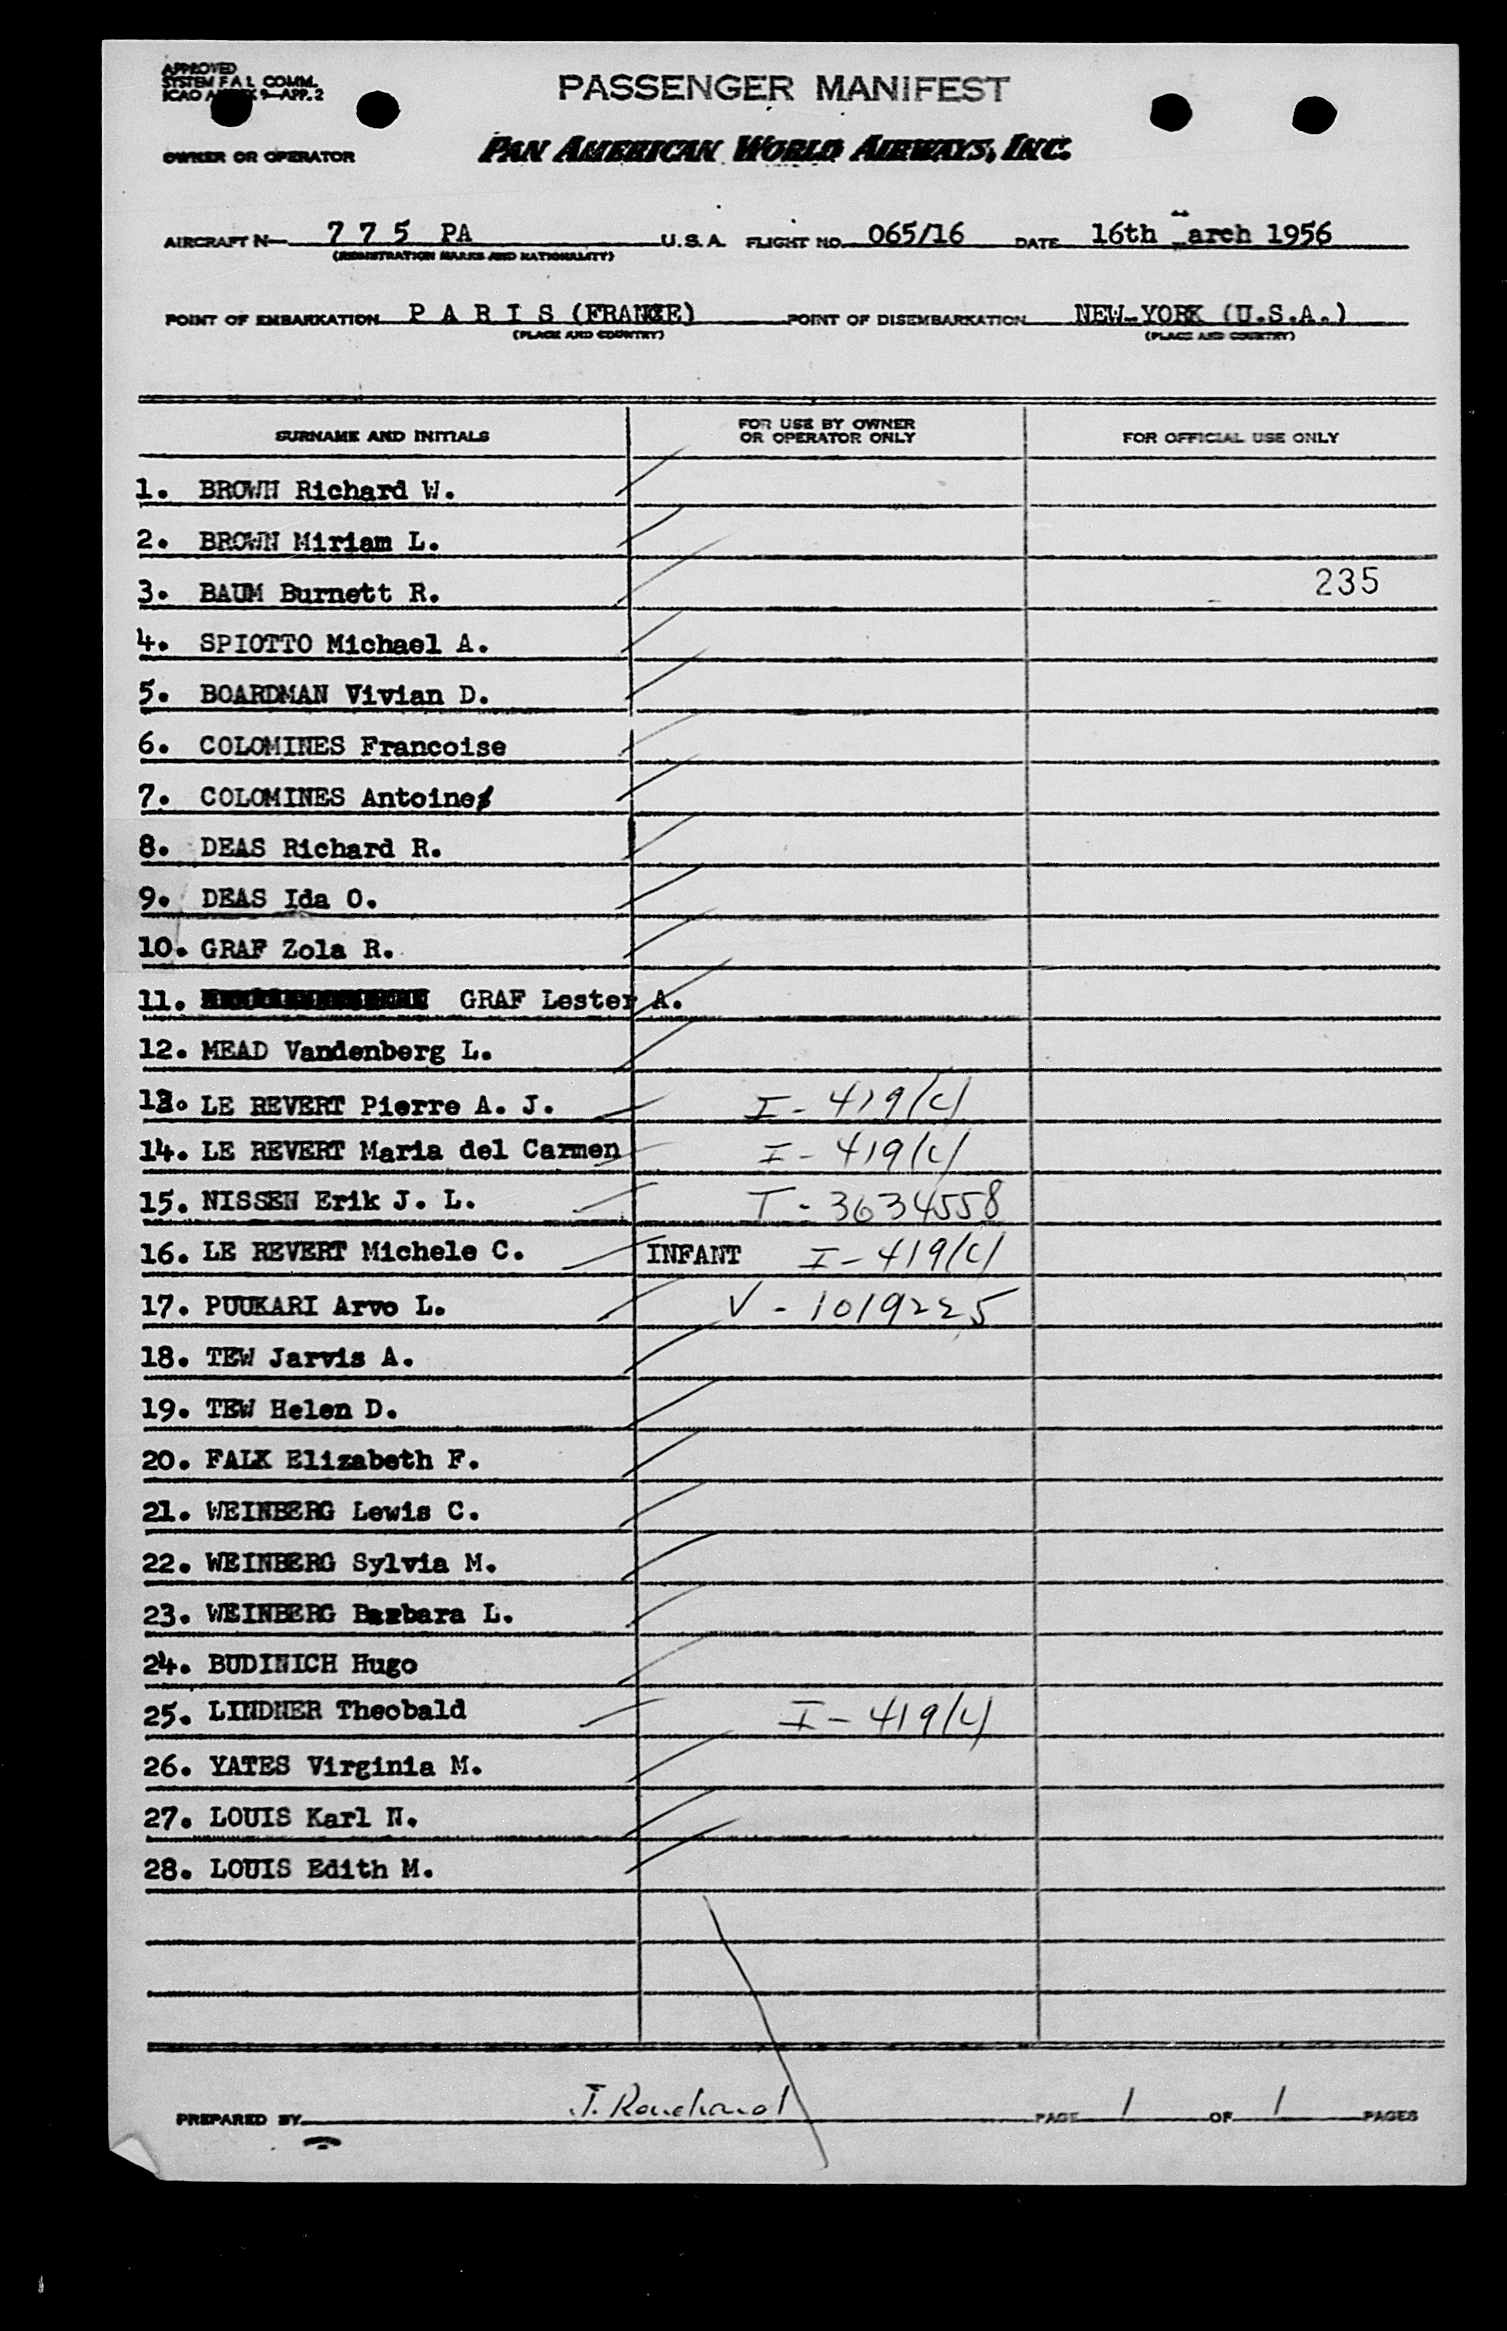 APPROVED
SYSTEM F A L COMM.
ICAO 9—APP. 2
PASSENGER MANIFEST
OWNER OR OPERATOR PAN AMERICAN WORLD AIRWAYS, INC.
AIRCRAFT N— 7 7 5 PA U.S.A. FLIGHT NO. 065/16 DATE 16th March 1956
(REGISTRATION MARKS AND NATIONALITY)
POINT OF EMBARKATION P A R I S (FRANCE) POINT OF DISEMBARKATION NEW-YORK (U.S.A.)
(PLACE AND COUNTRY) (PLACE AND COUNTRY)
SURNAME AND INITIALS FOR USE BY OWNER OR OPERATOR ONLY FOR OFFICIAL USE ONLY
1. BROWN Richard W.
2. BROWN Miriam L.
3. BAUM Burnett R. 235
4. SPIOTTO Michael A.
5. BOARDMAN Vivian D.
6. COLOMINES Francoise
7. COLOMINES Antoine
8. DEAS Richard R.
9. DEAS Ida O.
10. GRAF Zola R.
11. GRAF Lester A.
12. MEAD Vandenberg L.
13. LE REVERT Pierre A. J. I - 419(c)
14. LE REVERT Maria del Carmen I - 419(c)
15. NISSEN Erik J. L. T - 3634558
16. LE REVERT Michele C. INFANT I - 419(c)
17. PUUKARI Arvo L. V - 1019225
18. TEW Jarvis A.
19. TEW Helen D.
20. FALK Elizabeth F.
21. WEINBERG Lewis C.
22. WEINBERG Sylvia M.
23. WEINBERG Barbara L.
24. BUDINICH Hugo
25. LINDNER Theobald I - 419(c)
26. YATES Virginia M.
27. LOUIS Karl N.
28. LOUIS Edith M.
PREPARED BY J. Rouchaud PAGE 1 OF 1 PAGES